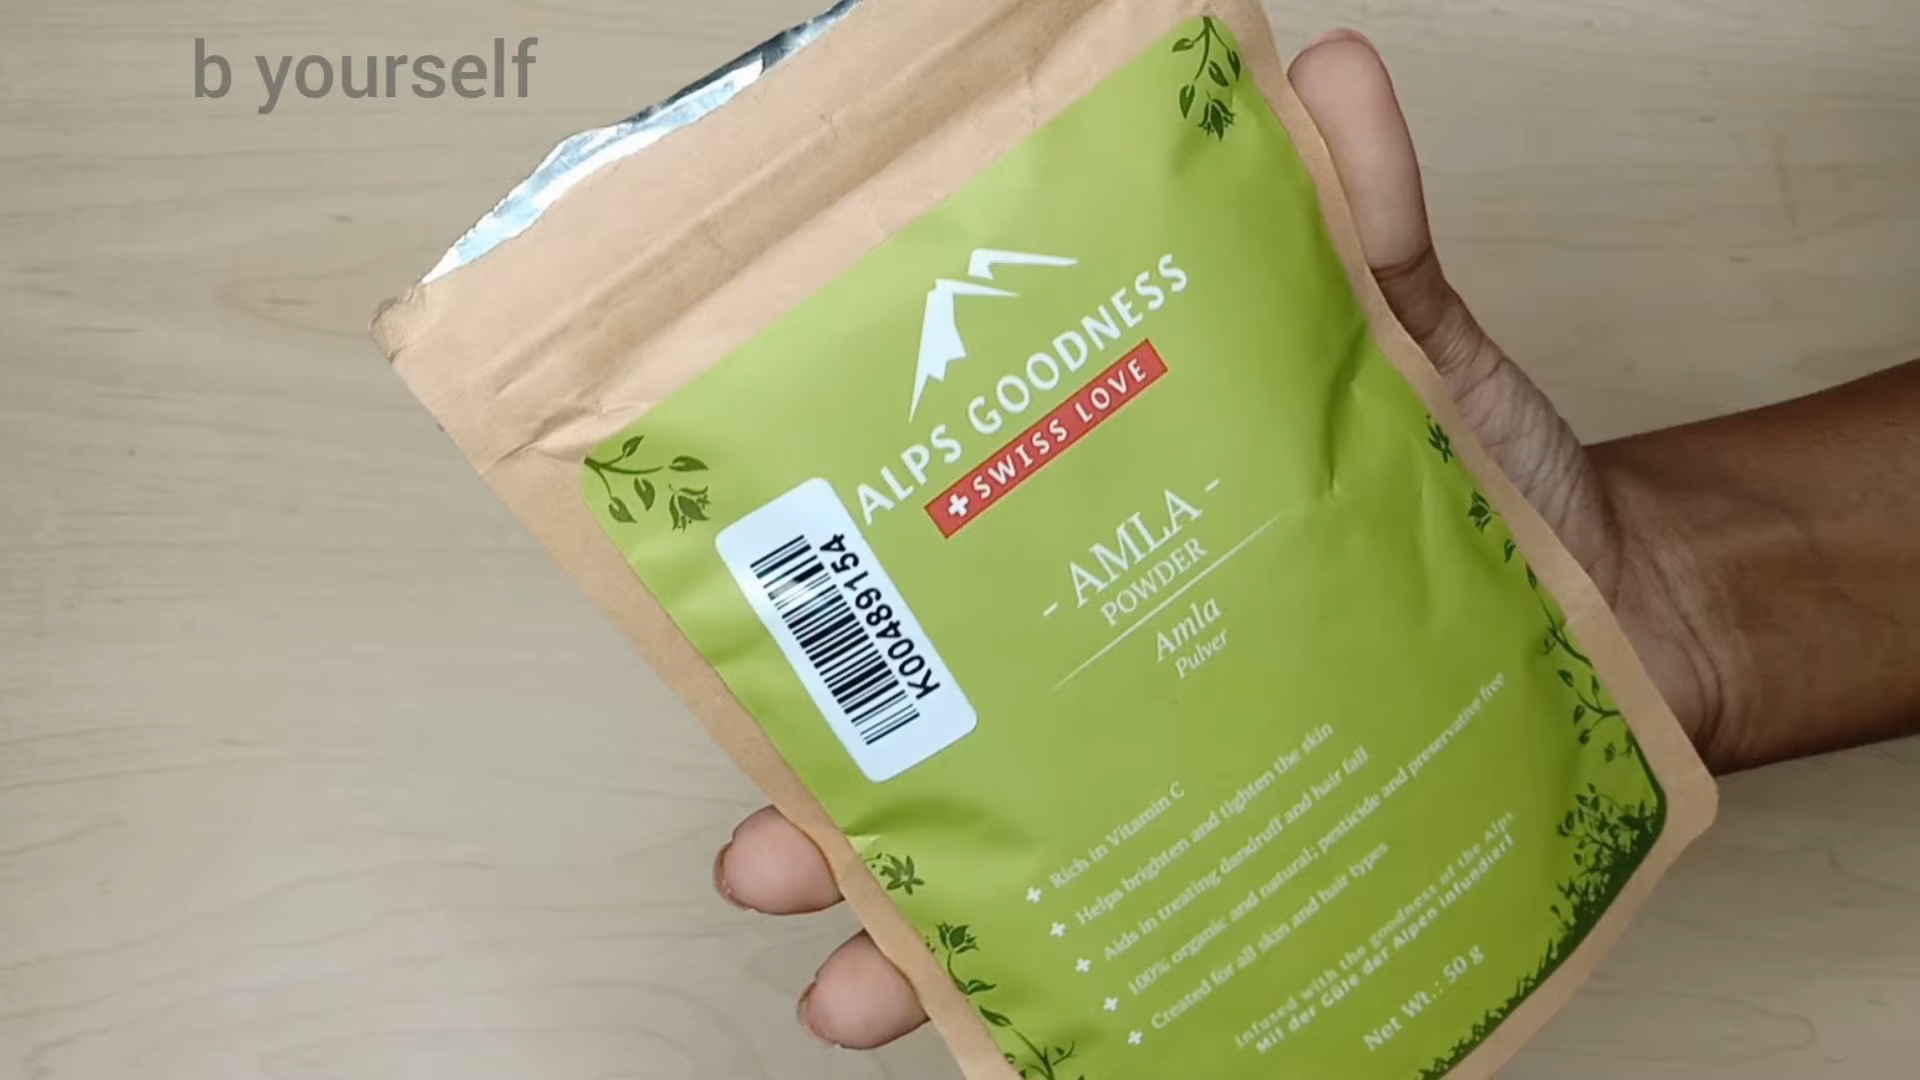 b yourself
ALPS GOODNESS
SWISS LOVE
- AMLA -
POWDER
Amla
Pulver
K00489154
Rich in Vitamin C
Helps brighten and tighten the skin
Aids in treating dandruff and hair fall
100% organic and natural; pesticide and preservative free
Created for all skin and hair types
Infused with the goodness of the Alps
Mit der Güte der Alpen infundiert
Net Wt.: 50 g